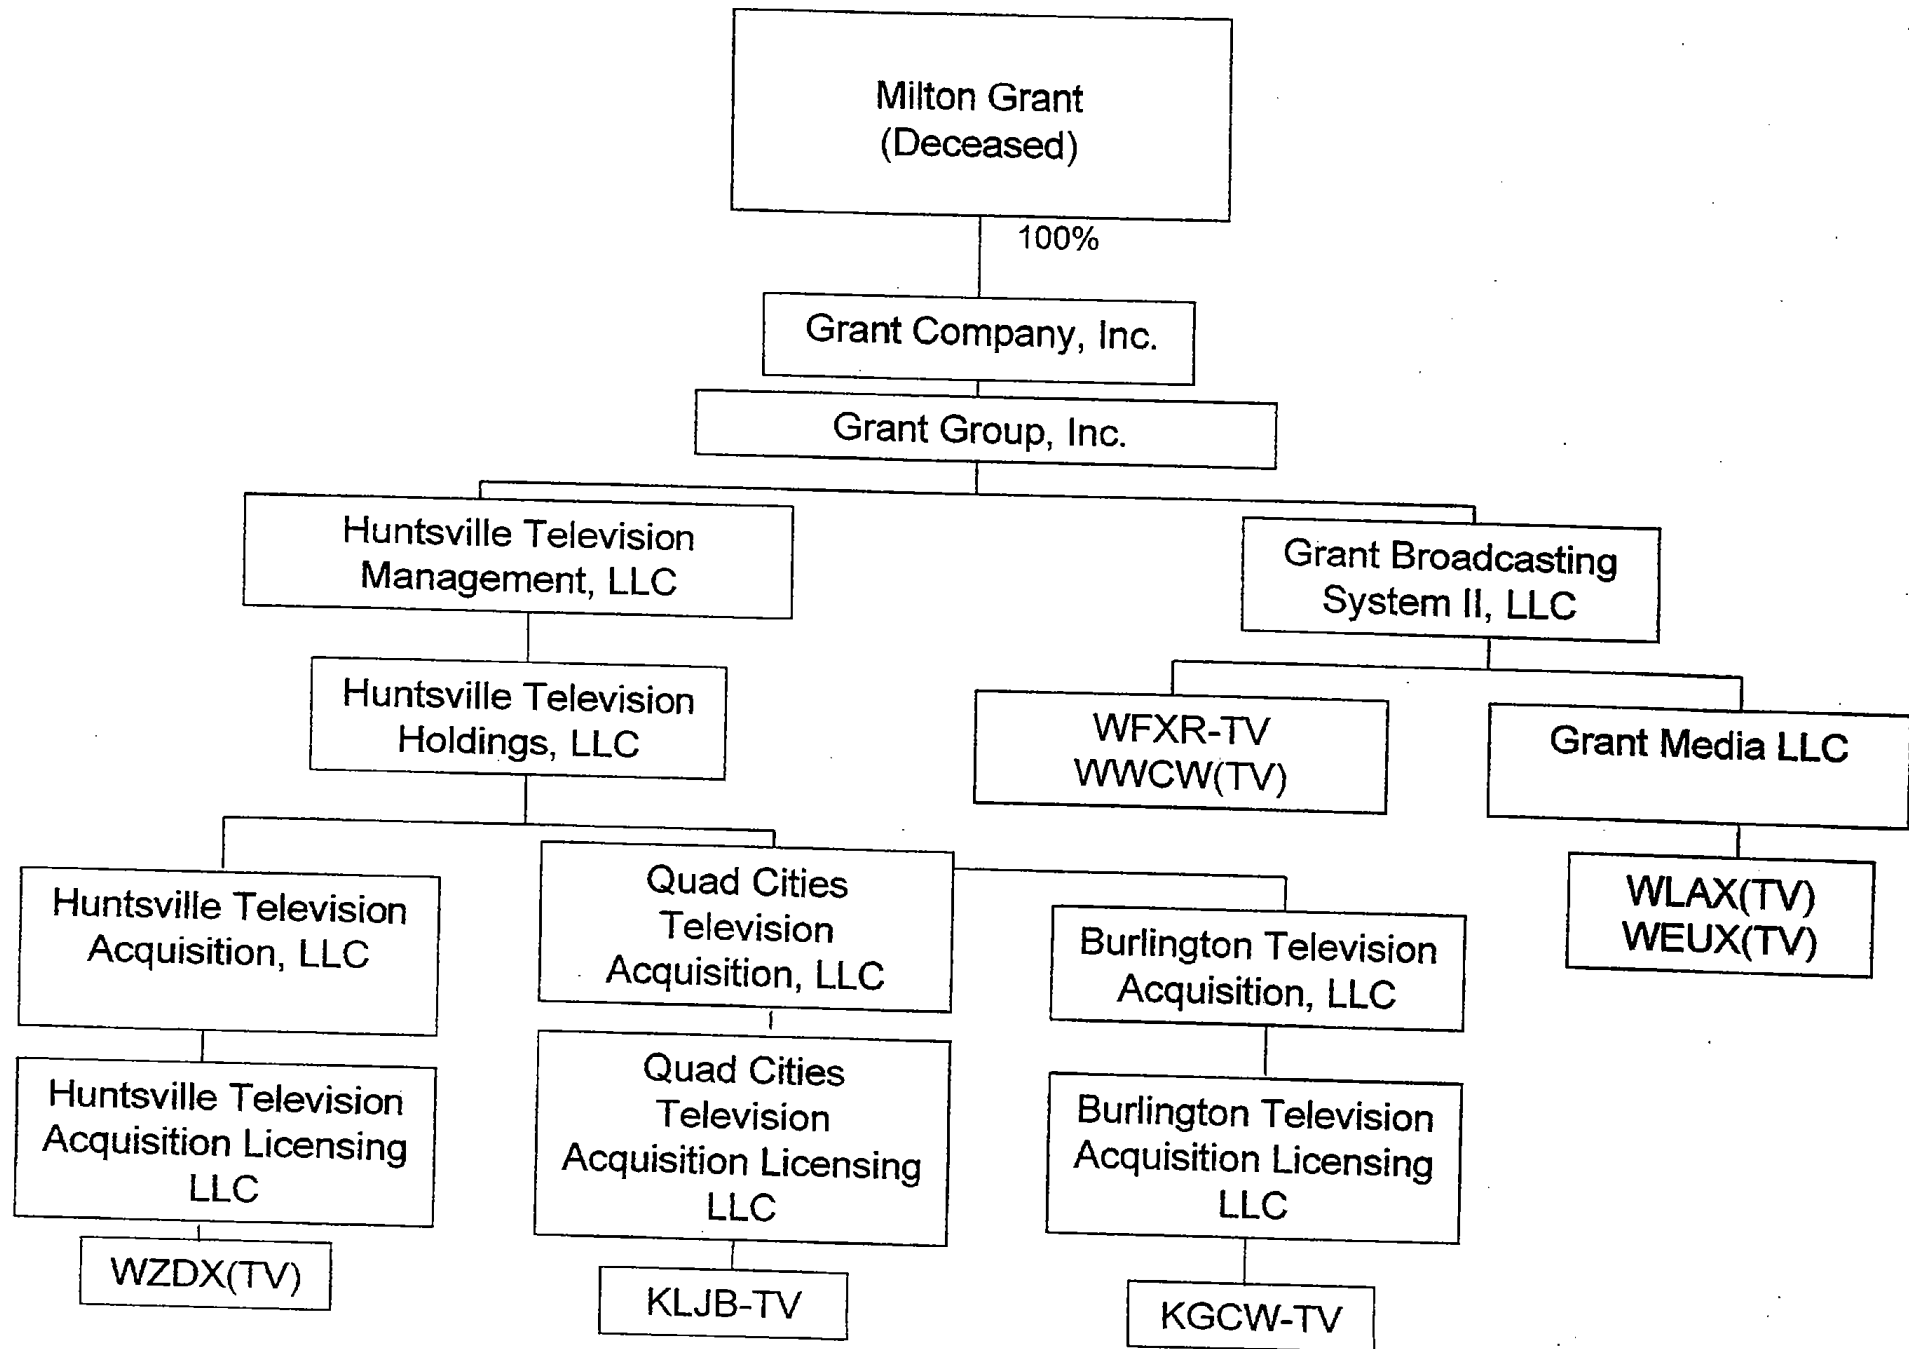 Milton Grant
(Deceased)
100%
Grant Company, Inc.
Grant Group, Inc.
Huntsville Television
Management, LLC
Grant Broadcasting
System II, LLC
Huntsville Television
Holdings, LLC
WFXR-TV
WWCW(TV)
Grant Media LLC
Huntsville Television
Acquisition, LLC
Quad Cities
Television
Acquisition, LLC
Burlington Television
Acquisition, LLC
WLAX(TV)
WEUX(TV)
Huntsville Television
Acquisition Licensing
LLC
Quad Cities
Television
Acquisition Licensing
LLC
Burlington Television
Acquisition Licensing
LLC
WZDX(TV)
KLJB-TV
KGCW-TV